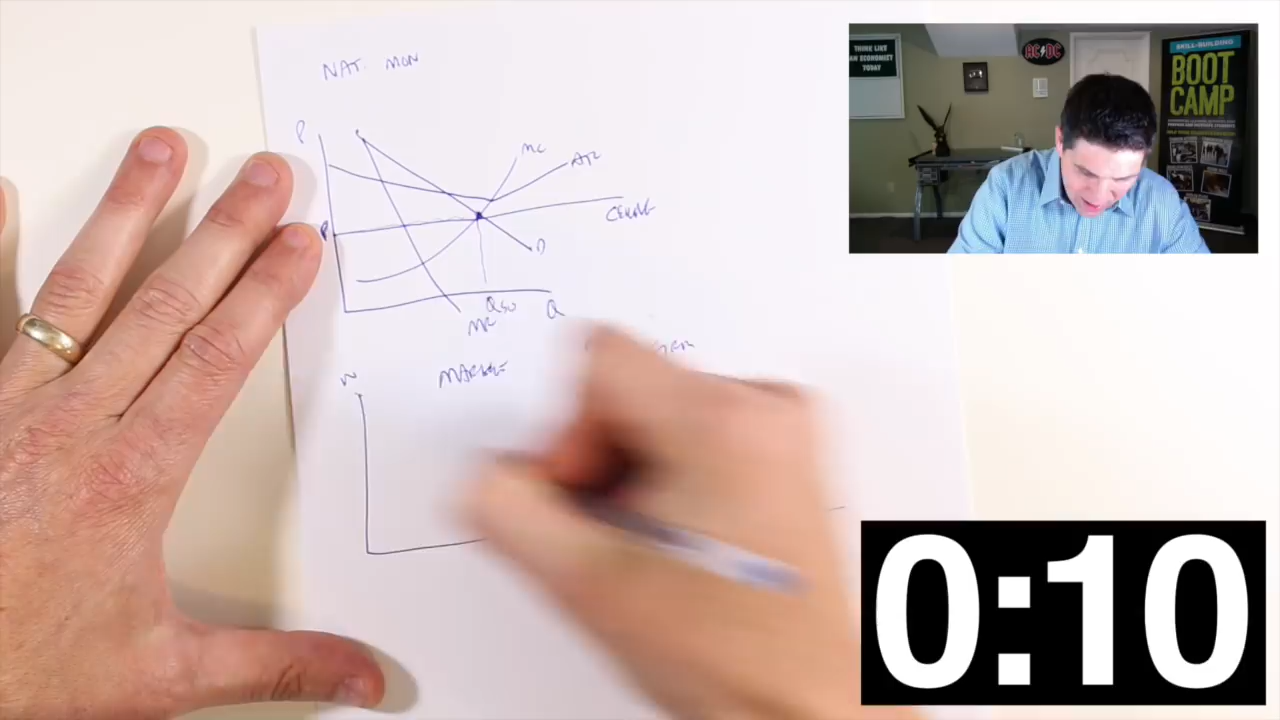 NAT. MON
P
MC
ATC
CEILING
P
D
QSO
Q
MR
W
MARKET
FIRM
THINK LIKE
AN ECONOMIST
TODAY
AC DC
SKILL-BUILDING
BOOT
CAMP
0:10